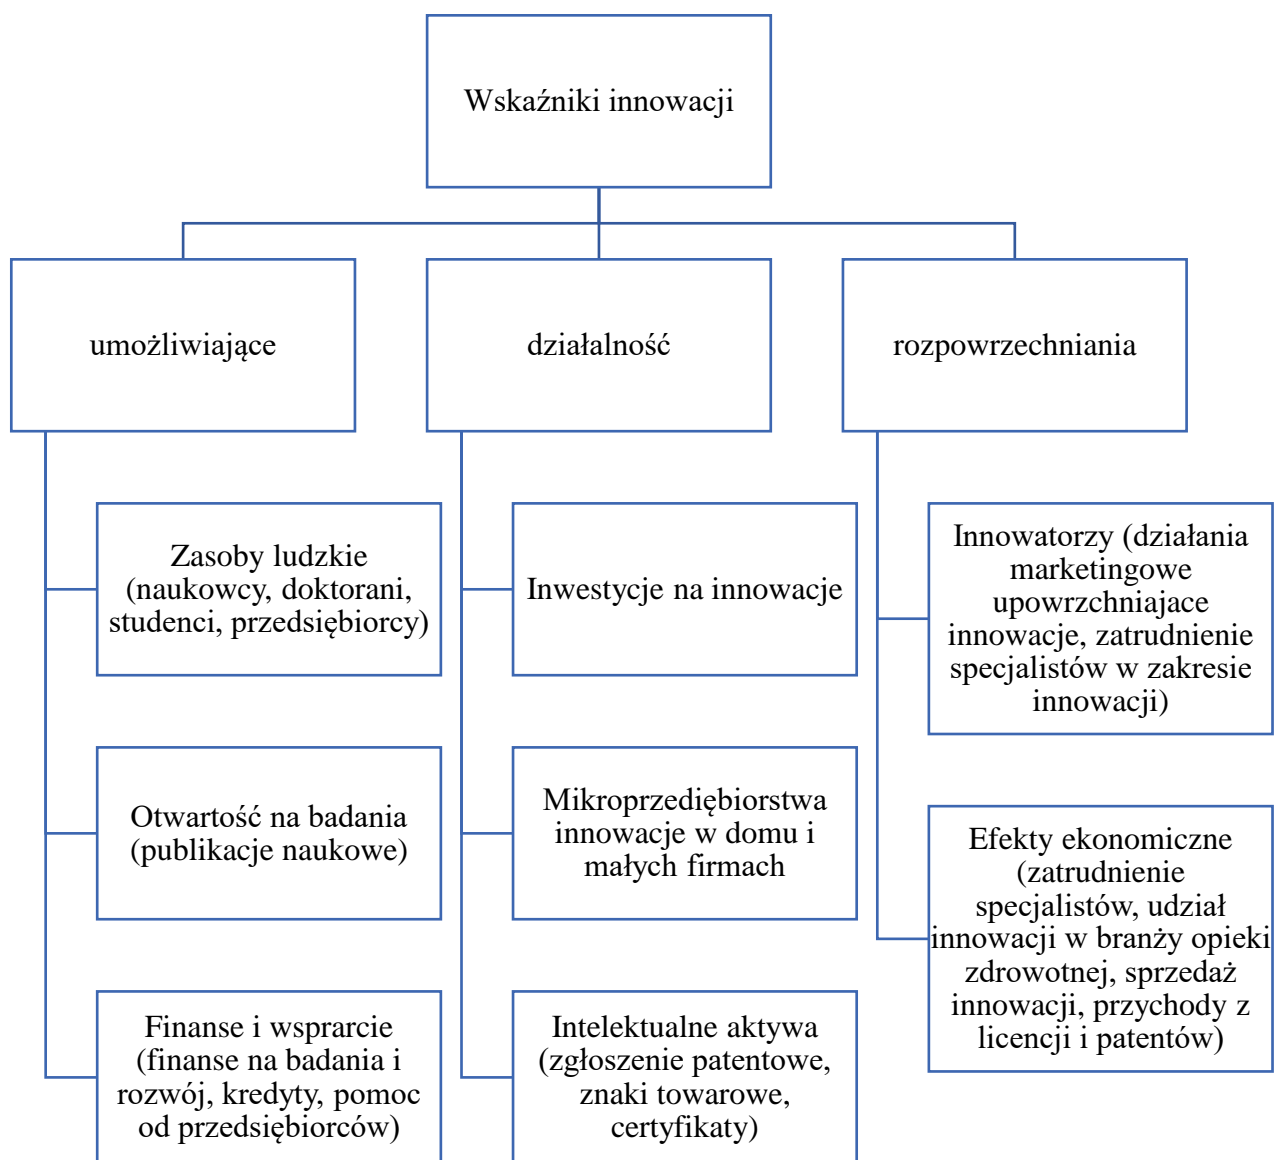 Wskaźniki innowacji
umożliwiające
działalność
rozpowrzechniania
Zasoby ludzkie
(naukowcy, doktorani,
studenci, przedsiębiorcy)
Otwartość na badania
(publikacje naukowe)
Finanse i wsprarcie
(finanse na badania i
rozwój, kredyty, pomoc
od przedsiębiorców)
Inwestycje na innowacje
Mikroprzediębiorstwa
innowacje w domu i
małych firmach
Intelektualne aktywa
(zgłoszenie patentowe,
znaki towarowe,
certyfikaty)
Innowatorzy (działania
marketingowe
upowrzchniajace
innowacje, zatrudnienie
specjalistów w zakresie
innowacji)
Efekty ekonomiczne
(zatrudnienie
specjalistów, udział
innowacji w branży opieki
zdrowotnej, sprzedaż
innowacji, przychody z
licencji i patentów)